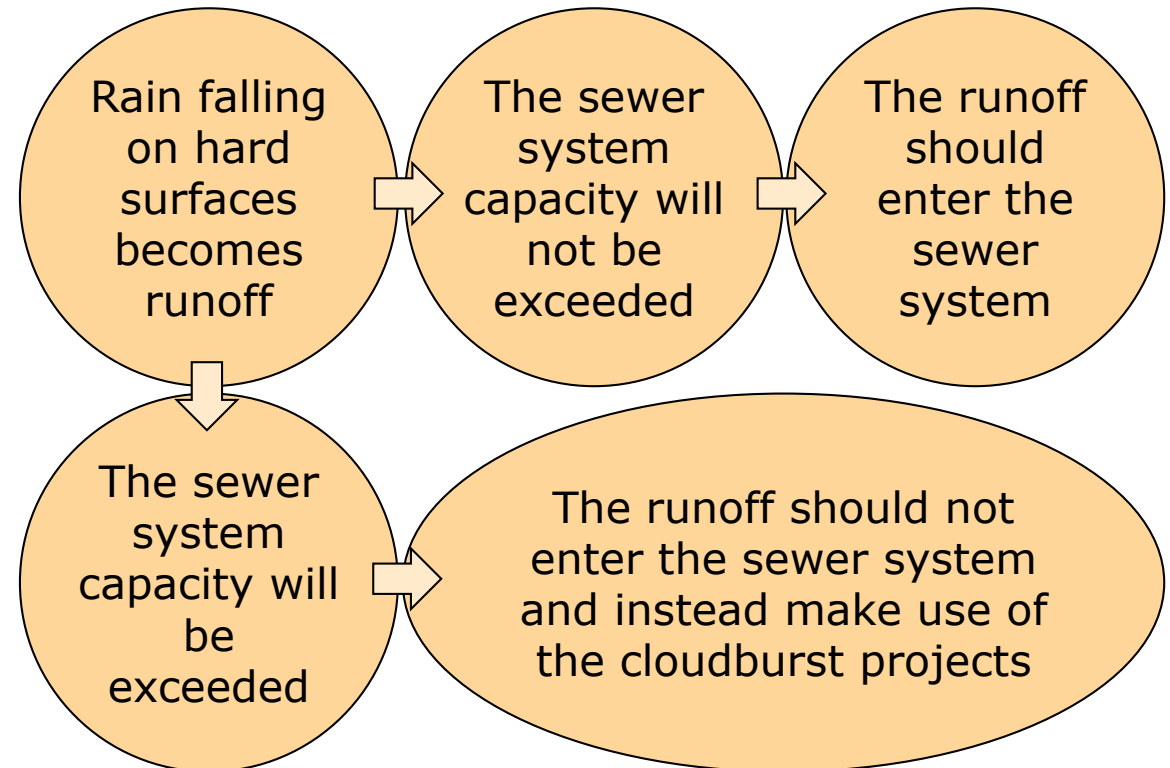 Rain falling
on hard
surfaces
becomes
runoff
The sewer
system
capacity will
not be
exceeded
The runoff
should
enter the
sewer
system
The sewer
system
capacity will
be
exceeded
The runoff should not
enter the sewer system
and instead make use of
the cloudburst projects